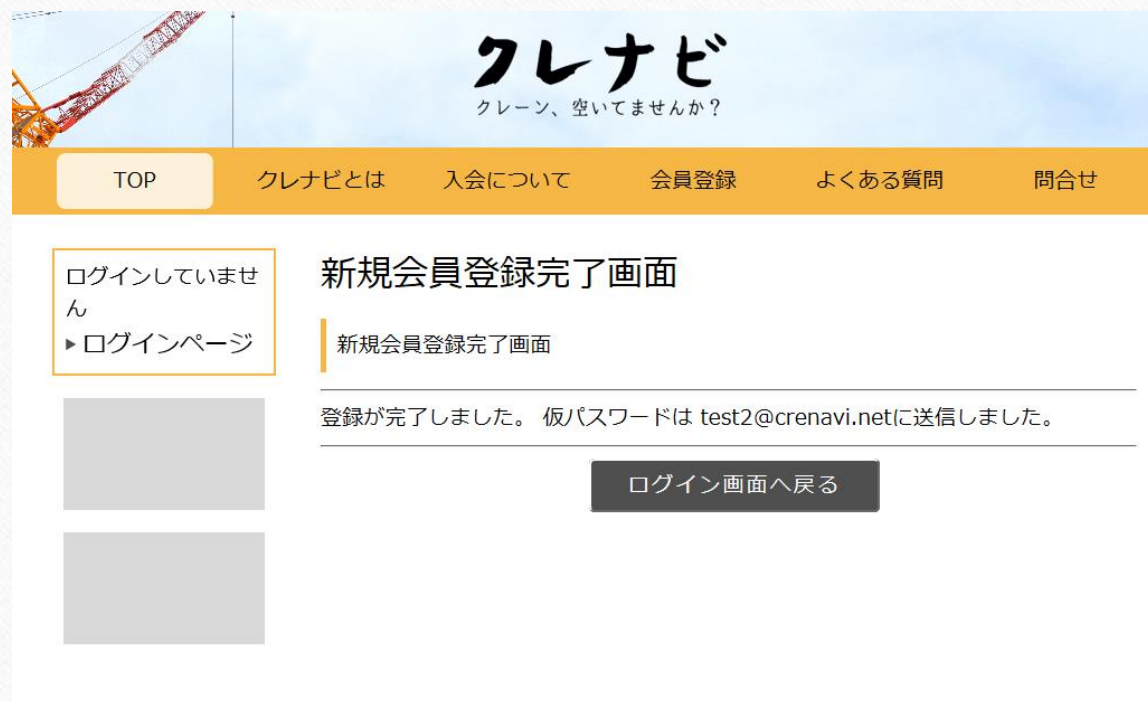 クレナビ
クレーン、空いてませんか？
TOP クレナビとは 入会について 会員登録 よくある質問 問合せ
ログインしていませ
ん
ログインページ
新規会員登録完了画面
新規会員登録完了画面
登録が完了しました。 仮パスワードは test2@crenavi.netに送信しました。
ログイン画面へ戻る